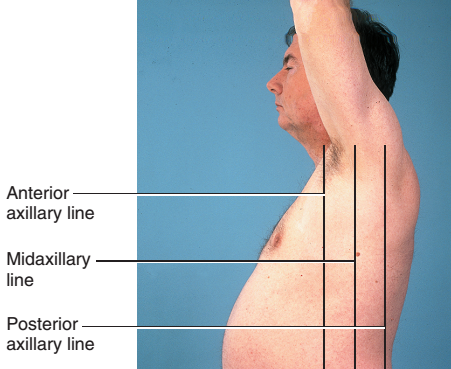 Anterior
axillary line
Midaxillary
line
Posterior
axillary line